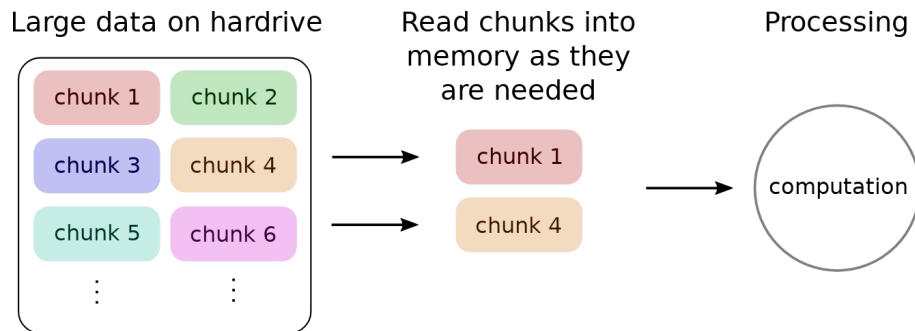 Large data on hardrive
chunk 1
chunk 2
chunk 3
chunk 4
chunk 5
chunk 6
⋮
⋮
Read chunks into
memory as they
are needed
chunk 1
chunk 4
Processing
computation